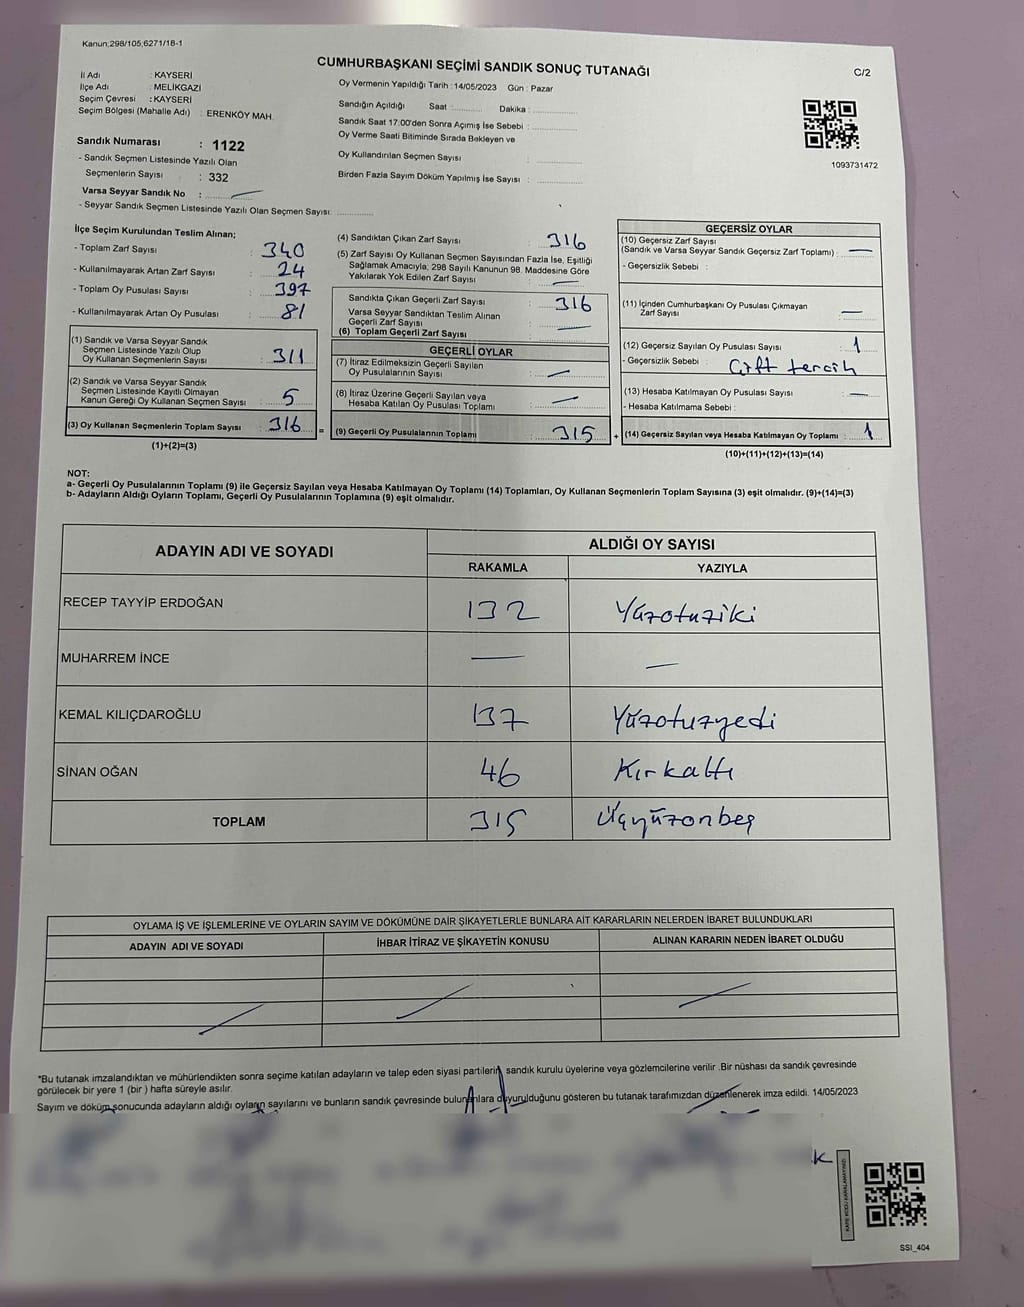 Kanun;298/105;6271/18-1
CUMHURBAŞKANI SEÇİMİ SANDIK SONUÇ TUTANAĞI
C/2
İl Adı : KAYSERİ
İlçe Adı : MELİKGAZİ
Seçim Çevresi : KAYSERİ
Seçim Bölgesi (Mahalle Adı) : ERENKÖY MAH.
Sandık Numarası : 1122
- Sandık Seçmen Listesinde Yazılı Olan
Seçmenlerin Sayısı : 332
Varsa Seyyar Sandık No : —
- Seyyar Sandık Seçmen Listesinde Yazılı Olan Seçmen Sayısı: ............
Oy Vermenin Yapıldığı Tarih : 14/05/2023 Gün : Pazar
Sandığın Açıldığı Saat :.......... Dakika :..............
Sandık Saat 17:00'den Sonra Açımış İse Sebebi :..............
Oy Verme Saati Bitiminde Sırada Bekleyen ve
Oy Kullandırılan Seçmen Sayısı : ..............
Birden Fazla Sayım Döküm Yapılmış İse Sayısı : ..............
1093731472
İlçe Seçim Kurulundan Teslim Alınan;
- Toplam Zarf Sayısı : 340
- Kullanılmayarak Artan Zarf Sayısı : 24
- Toplam Oy Pusulası Sayısı : 397
- Kullanılmayarak Artan Oy Pusulası : 81
(1) Sandık ve Varsa Seyyar Sandık
Seçmen Listesinde Yazılı Olup
Oy Kullanan Seçmenlerin Sayısı : 311
(2) Sandık ve Varsa Seyyar Sandık
Seçmen Listesinde Kayıtlı Olmayan
Kanun Gereği Oy Kullanan Seçmen Sayısı : 5
(3) Oy Kullanan Seçmenlerin Toplam Sayısı : 316
(1)+(2)=(3)
=
(4) Sandıktan Çıkan Zarf Sayısı : 316
(5) Zarf Sayısı Oy Kullanan Seçmen Sayısından Fazla İse, Eşitliği
Sağlamak Amacıyla; 298 Sayılı Kanunun 98. Maddesine Göre
Yakılarak Yok Edilen Zarf Sayısı : —
Sandıkta Çıkan Geçerli Zarf Sayısı : 316
Varsa Seyyar Sandıktan Teslim Alınan
Geçerli Zarf Sayısı : —
(6) Toplam Geçerli Zarf Sayısı
GEÇERLİ OYLAR
(7) İtiraz Edilmeksizin Geçerli Sayılan
Oy Pusulalarının Sayısı : —
(8) İtiraz Üzerine Geçerli Sayılan veya
Hesaba Katılan Oy Pusulası Toplamı : —
(9) Geçerli Oy Pusulalarının Toplamı : 315
+
GEÇERSİZ OYLAR
(10) Geçersiz Zarf Sayısı
(Sandık ve Varsa Seyyar Sandık Geçersiz Zarf Toplamı) : —
- Geçersizlik Sebebi :
(11) İçinden Cumhurbaşkanı Oy Pusulası Çıkmayan
Zarf Sayısı : —
(12) Geçersiz Sayılan Oy Pusulası Sayısı : 1
- Geçersizlik Sebebi : Çift tercih
(13) Hesaba Katılmayan Oy Pusulası Sayısı : —
- Hesaba Katılmama Sebebi :
(14) Geçersiz Sayılan veya Hesaba Katılmayan Oy Toplamı : 1
(10)+(11)+(12)+(13)=(14)
NOT:
a- Geçerli Oy Pusulalarının Toplamı (9) ile Geçersiz Sayılan veya Hesaba Katılmayan Oy Toplamı (14) Toplamları, Oy Kullanan Seçmenlerin Toplam Sayısına (3) eşit olmalıdır. (9)+(14)=(3)
b- Adayların Aldığı Oyların Toplamı, Geçerli Oy Pusulalarının Toplamına (9) eşit olmalıdır.
ADAYIN ADI VE SOYADI
ALDIĞI OY SAYISI
RAKAMLA YAZIYLA
RECEP TAYYİP ERDOĞAN 132 Yüzotuziki
MUHARREM İNCE — —
KEMAL KILIÇDAROĞLU 137 Yüzotuzyedi
SİNAN OĞAN 46 Kırkaltı
TOPLAM 315 Üçyüzonbeş
OYLAMA İŞ VE İŞLEMLERİNE VE OYLARIN SAYIM VE DÖKÜMÜNE DAİR ŞİKAYETLERLE BUNLARA AİT KARARLARIN NELERDEN İBARET BULUNDUKLARI
ADAYIN ADI VE SOYADI İHBAR İTİRAZ VE ŞİKAYETİN KONUSU ALINAN KARARIN NEDEN İBARET OLDUĞU
*Bu tutanak imzalandıktan ve mühürlendikten sonra seçime katılan adayların ve talep eden siyasi partilerin sandık kurulu üyelerine veya gözlemcilerine verilir .Bir nüshası da sandık çevresinde
görülecek bir yere 1 (bir ) hafta süreyle asılır.
Sayım ve döküm sonucunda adayların aldığı oyların sayılarını ve bunların sandık çevresinde bulunanlara duyurulduğunu gösteren bu tutanak tarafımızdan düzenlenerek imza edildi. 14/05/2023
KARE KODU KARALAMAYINIZ!
SSI_404